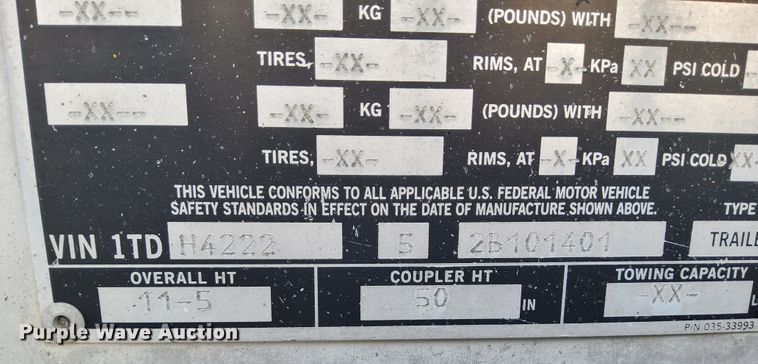 -XX-- -XX- KG -XX- (POUNDS) WITH -XX--
TIRES, -XX- RIMS, AT -X- KPa XX PSI COLD -
-XX-- -XX- KG -XX- (POUNDS) WITH -XX--
TIRES, -XX- RIMS, AT -X- KPa XX PSI COLD XX-
THIS VEHICLE CONFORMS TO ALL APPLICABLE U.S. FEDERAL MOTOR VEHICLE
SAFETY STANDARDS IN EFFECT ON THE DATE OF MANUFACTURE SHOWN ABOVE. TYPE
VIN 1TD H4222 5 2B101401 TRAILE
OVERALL HT COUPLER HT TOWING CAPACITY
11-5 50 IN -XX- L
P/N 035-33993
Purple Wave Auction